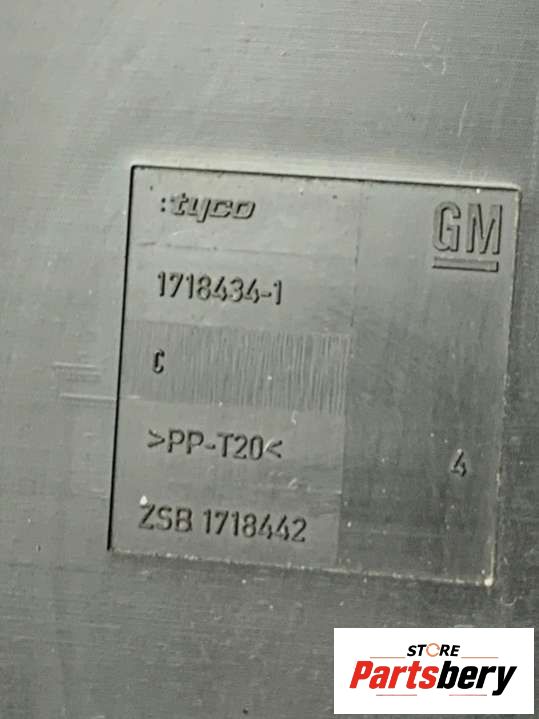 :tyco
GM
1718434-1
C
>PP-T20<
4
ZSB 1718442
STORE
Partsbery